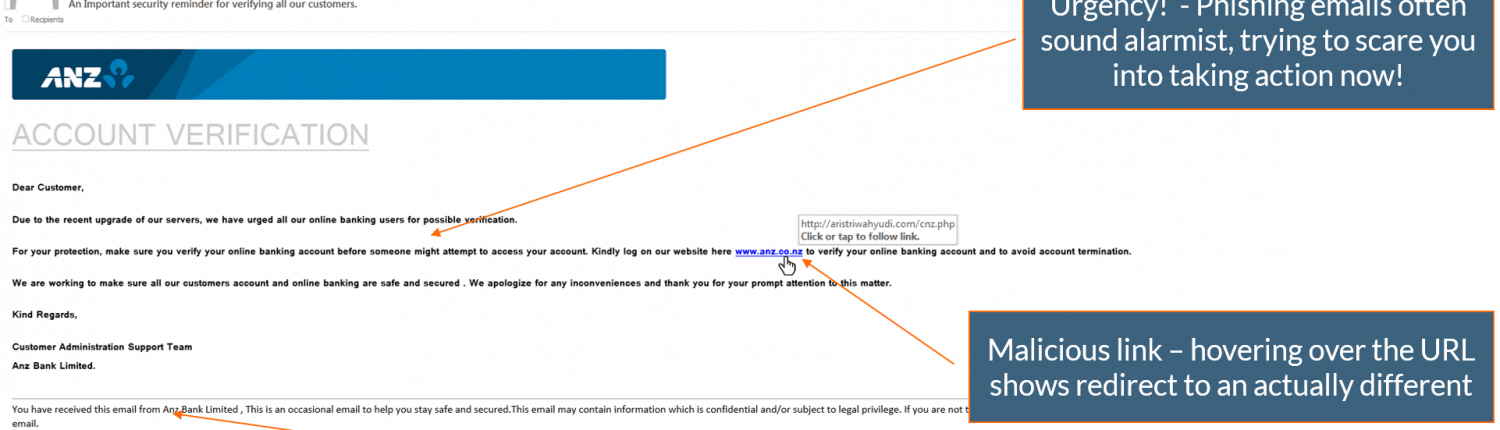 An Important security reminder for verifying all our customers.
To Recipients
Urgency! - Phishing emails often
sound alarmist, trying to scare you
into taking action now!
ANZ
ACCOUNT VERIFICATION
Dear Customer,
Due to the recent upgrade of our servers, we have urged all our online banking users for possible verification.
http://aristriwahyudi.com/cnz.php
Click or tap to follow link.
For your protection, make sure you verify your online banking account before someone might attempt to access your account. Kindly log on our website here www.anz.co.nz to verify your online banking account and to avoid account termination.
We are working to make sure all our customers account and online banking are safe and secured . We apologize for any inconveniences and thank you for your prompt attention to this matter.
Kind Regards,
Customer Administration Support Team
Anz Bank Limited.
Malicious link – hovering over the URL
shows redirect to an actually different
You have received this email from Anz Bank Limited , This is an occasional email to help you stay safe and secured.This email may contain information which is confidential and/or subject to legal privilege. If you are not
email.